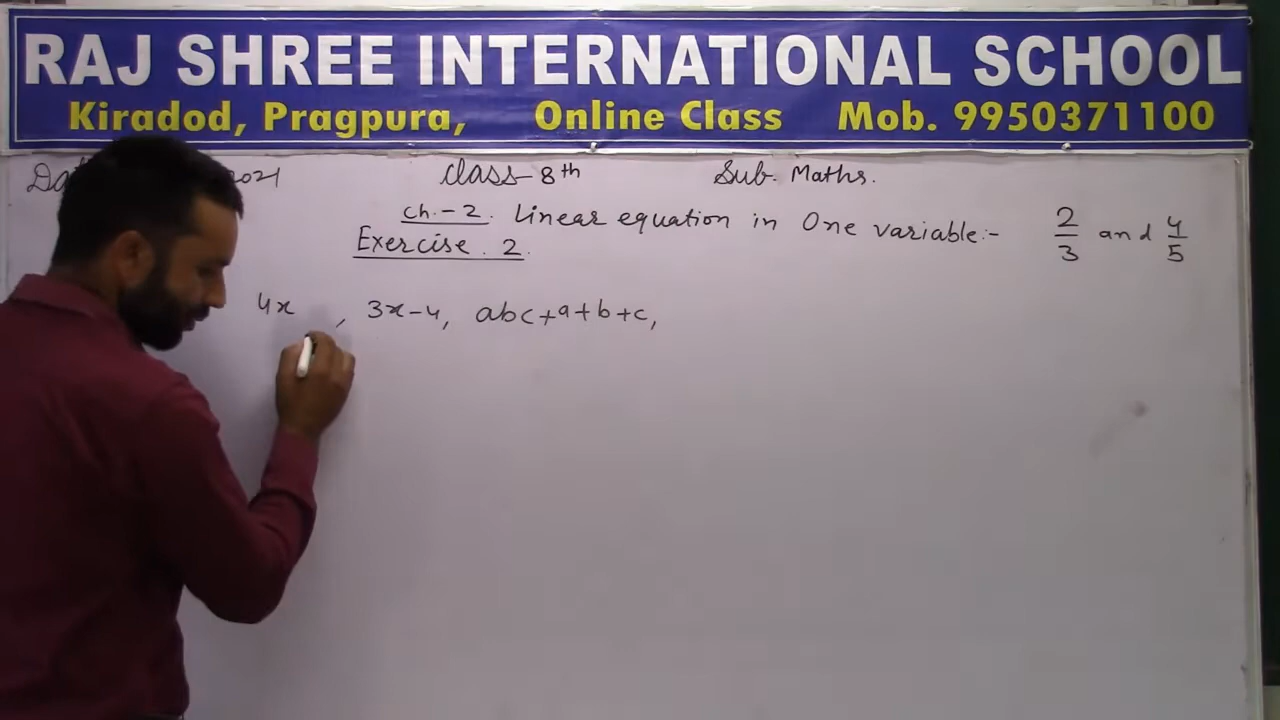 RAJ SHREE INTERNATIONAL SCHOOL
Kiradod, Pragpura, Online Class Mob. 9950371100
Class- 8th Sub. Maths.
Ch.-2. Linear equation in One variable:- 2/3 and 4/5
Exercise. 2.
4x , 3x-4, abc+a+b+c,